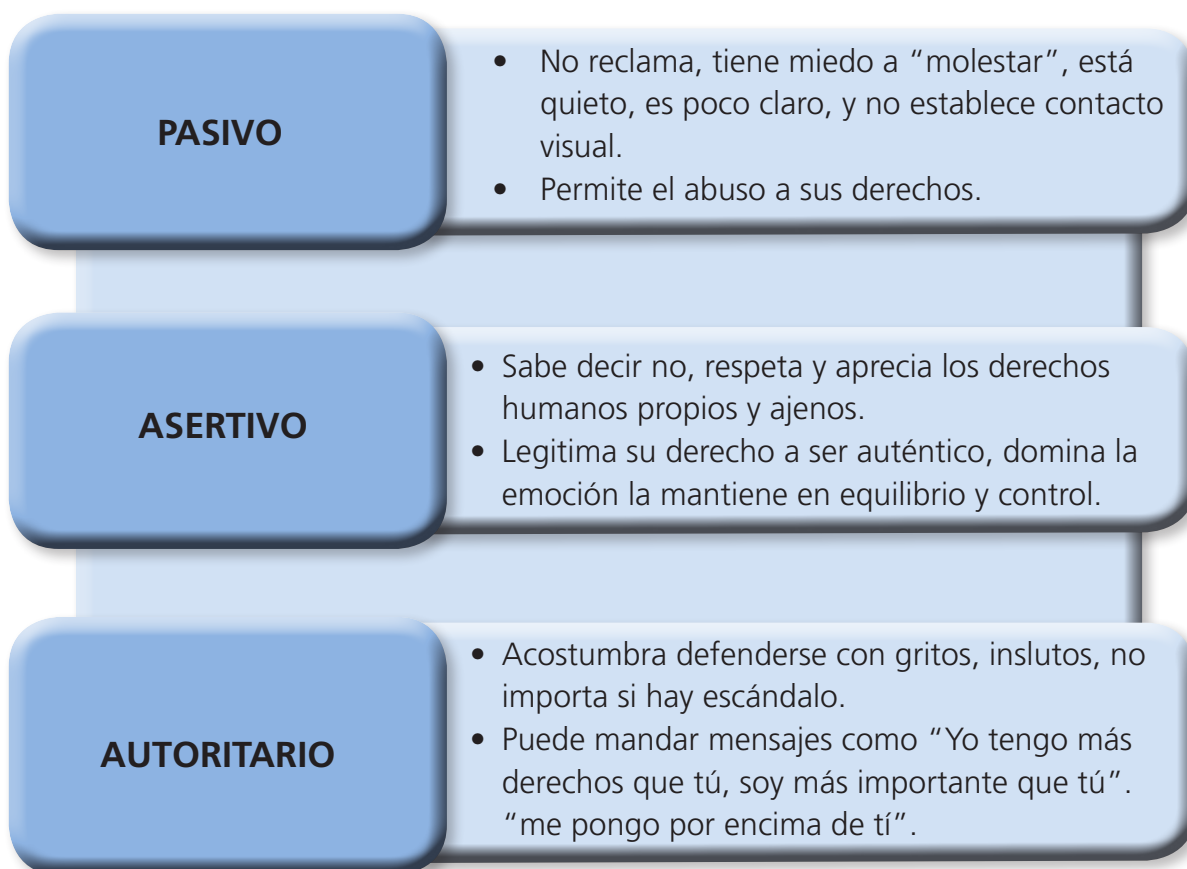 PASIVO
• No reclama, tiene miedo a “molestar”, está
quieto, es poco claro, y no establece contacto
visual.
• Permite el abuso a sus derechos.
ASERTIVO
• Sabe decir no, respeta y aprecia los derechos
humanos propios y ajenos.
• Legitima su derecho a ser auténtico, domina la
emoción la mantiene en equilibrio y control.
AUTORITARIO
• Acostumbra defenderse con gritos, inslutos, no
importa si hay escándalo.
• Puede mandar mensajes como “Yo tengo más
derechos que tú, soy más importante que tú”.
“me pongo por encima de tí”.